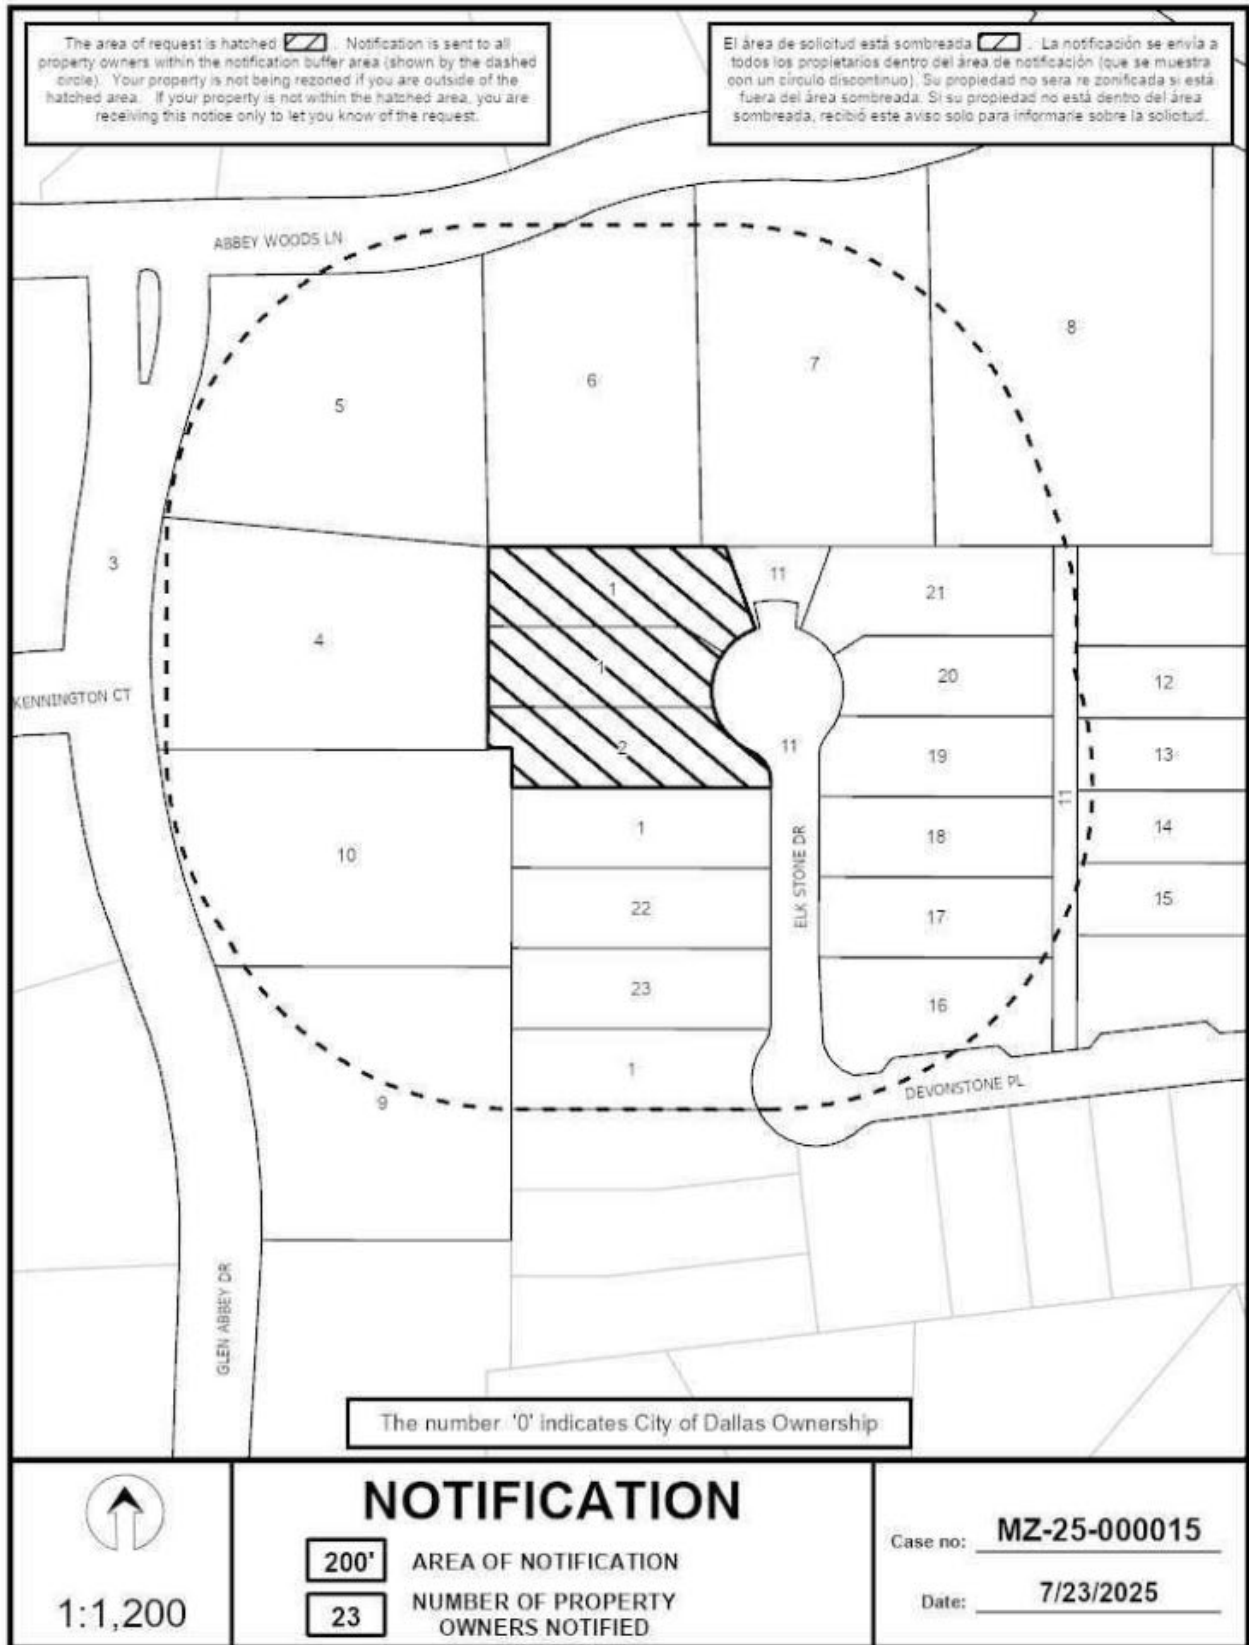 The area of request is hatched . Notification is sent to all
property owners within the notification buffer area (shown by the dashed
circle). Your property is not being rezoned if you are outside of the
hatched area. If your property is not within the hatched area, you are
receiving this notice only to let you know of the request.
El área de solicitud está sombreada . La notificación se envía a
todos los propietarios dentro del área de notificación (que se muestra
con un círculo discontinuo). Su propiedad no sera re zonificada si está
fuera del área sombreada. Si su propiedad no está dentro del área
sombreada, recibió este aviso solo para informarle sobre la solicitud.
ABBEY WOODS LN
8
7
6
5
3
11
1
21
4
1
20
12
KENNINGTON CT
2
11
19
13
11
1
18
14
10
ELK STONE DR
22
17
15
23
16
1
9
DEVONSTONE PL
GLEN ABBEY DR
The number '0' indicates City of Dallas Ownership
1:1,200
NOTIFICATION
200' AREA OF NOTIFICATION
23 NUMBER OF PROPERTY
OWNERS NOTIFIED
Case no: MZ-25-000015
Date: 7/23/2025